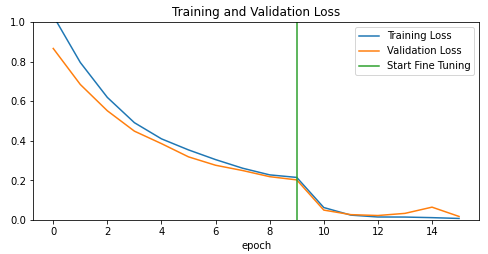 Training and Validation Loss
1.0
0.8
0.6
0.4
0.2
0.0
Training Loss
Validation Loss
Start Fine Tuning
0 2 4 6 8 10 12 14
epoch